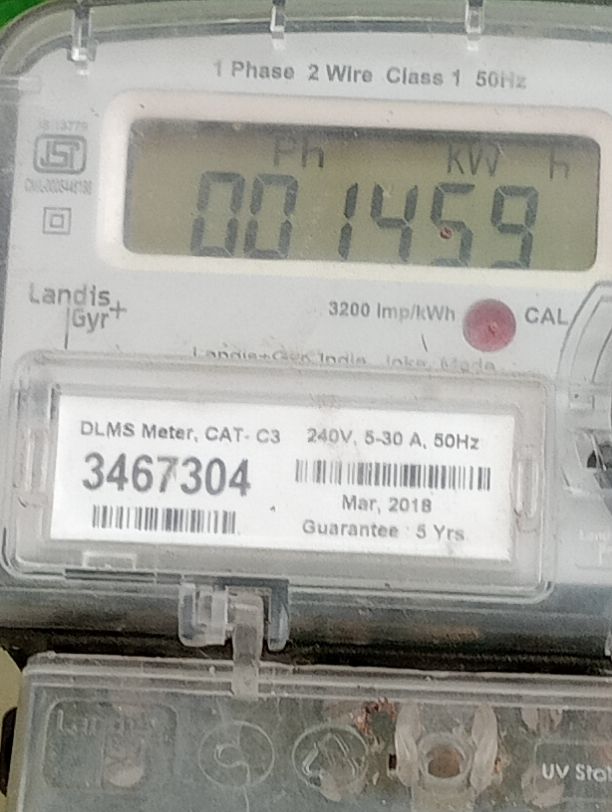 1 Phase 2 Wire Class 1 50Hz
Ph kW h
001459
Landis+
Gyr
3200 Imp/kWh CAL
DLMS Meter, CAT- C3 240V, 5-30 A, 50Hz
3467304
Mar, 2018
Guarantee : 5 Yrs
UV